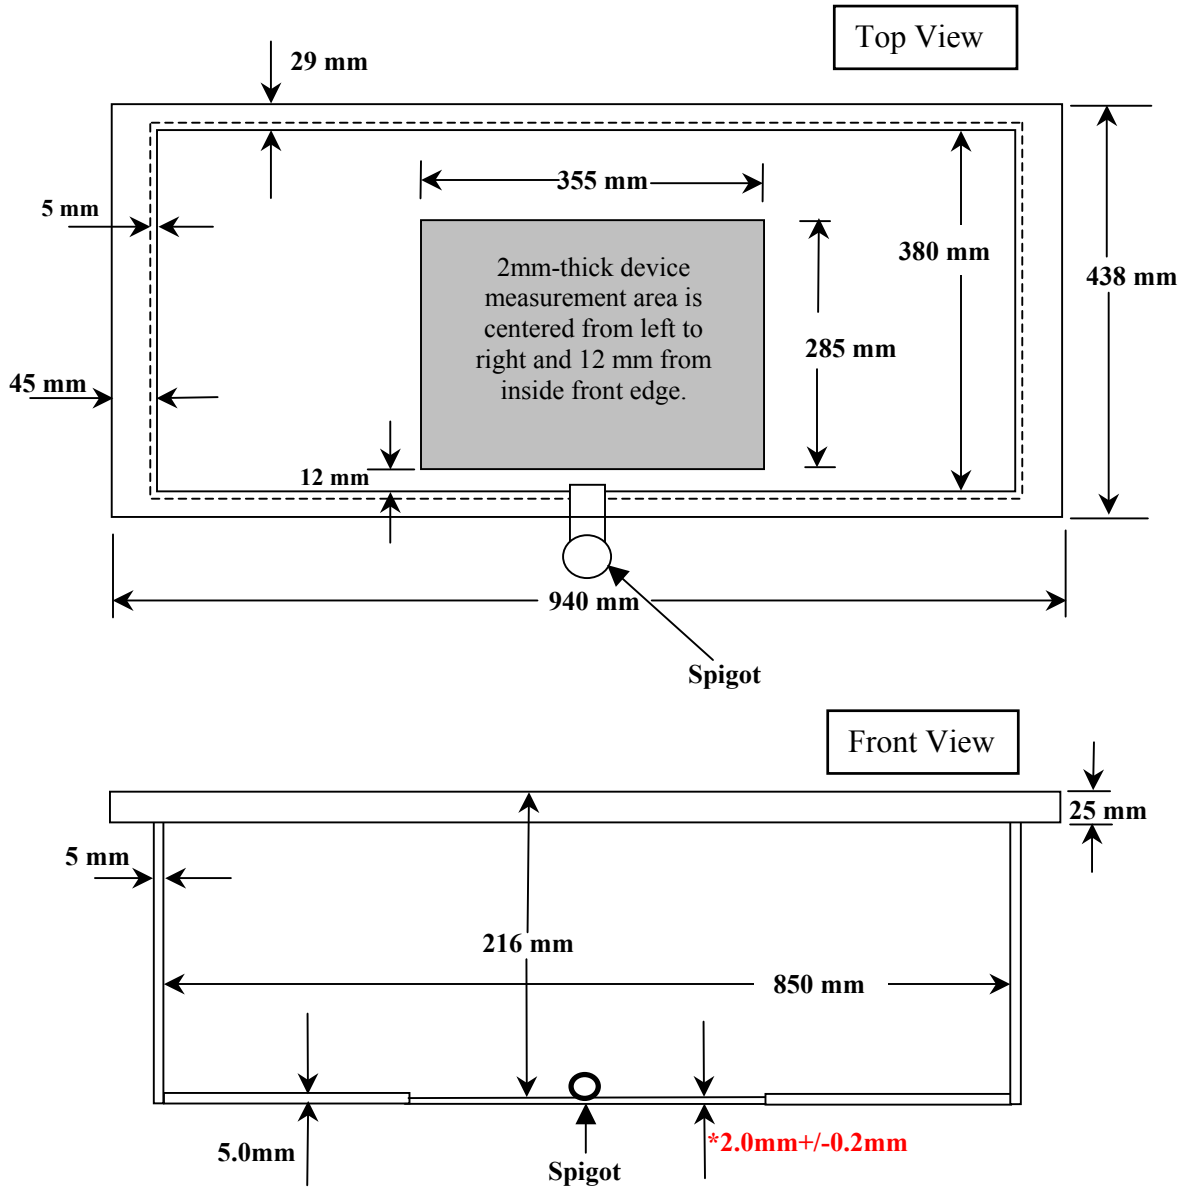 Top View
29 mm
355 mm
5 mm
380 mm
438 mm
2mm-thick device
measurement area is
centered from left to
right and 12 mm from
inside front edge.
285 mm
45 mm
12 mm
940 mm
Spigot
Front View
25 mm
5 mm
216 mm
850 mm
5.0mm
*2.0mm+/-0.2mm
Spigot